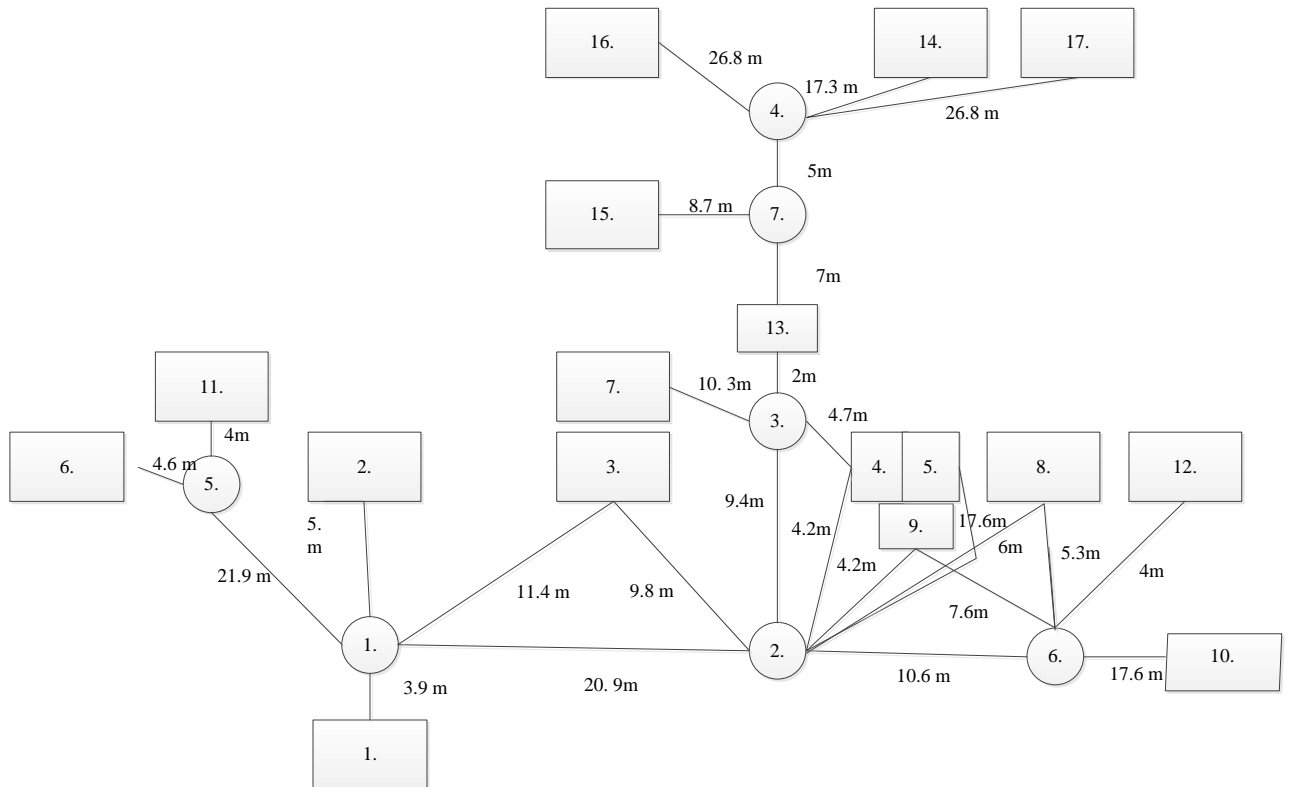 16.
14.
17.
26.8 m
17.3 m
4.
26.8 m
5m
15.
8.7 m
7.
7m
13.
11.
7.
10. 3m
2m
3.
4.7m
4m
6.
4.6 m
5.
2.
3.
4.
5.
8.
12.
9.4m
9.
17.6m
5.
m
4.2m
6m
5.3m
4.2m
4m
21.9 m
11.4 m
9.8 m
7.6m
1.
2.
6.
10.
3.9 m
20. 9m
10.6 m
17.6 m
1.